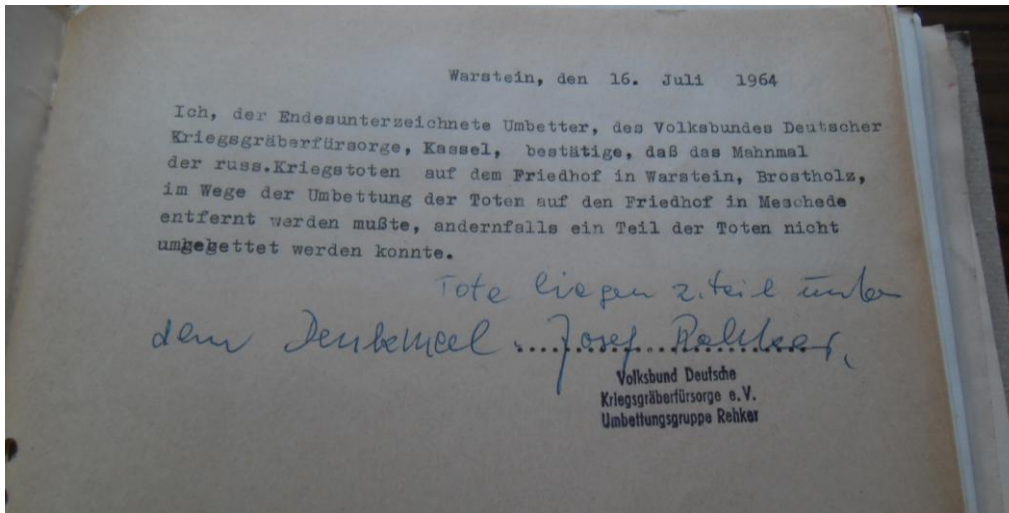 Warstein, den 16. Juli 1964
Ich, der Endesunterzeichnete Umbetter, des Volksbundes Deutscher
Kriegsgräberfürsorge, Kassel, bestätige, daß das Mahnmal
der russ.Kriegstoten auf dem Friedhof in Warstein, Brostholz,
im Wege der Umbettung der Toten auf den Friedhof in Meschede
entfernt werden mußte, andernfalls ein Teil der Toten nicht
umgebettet werden konnte.
Tote liegen z.teil unter
dem Denkmal. Josef Rehker.
Volksbund Deutsche
Kriegsgräberfürsorge e.V.
Umbettungsgruppe Rehker